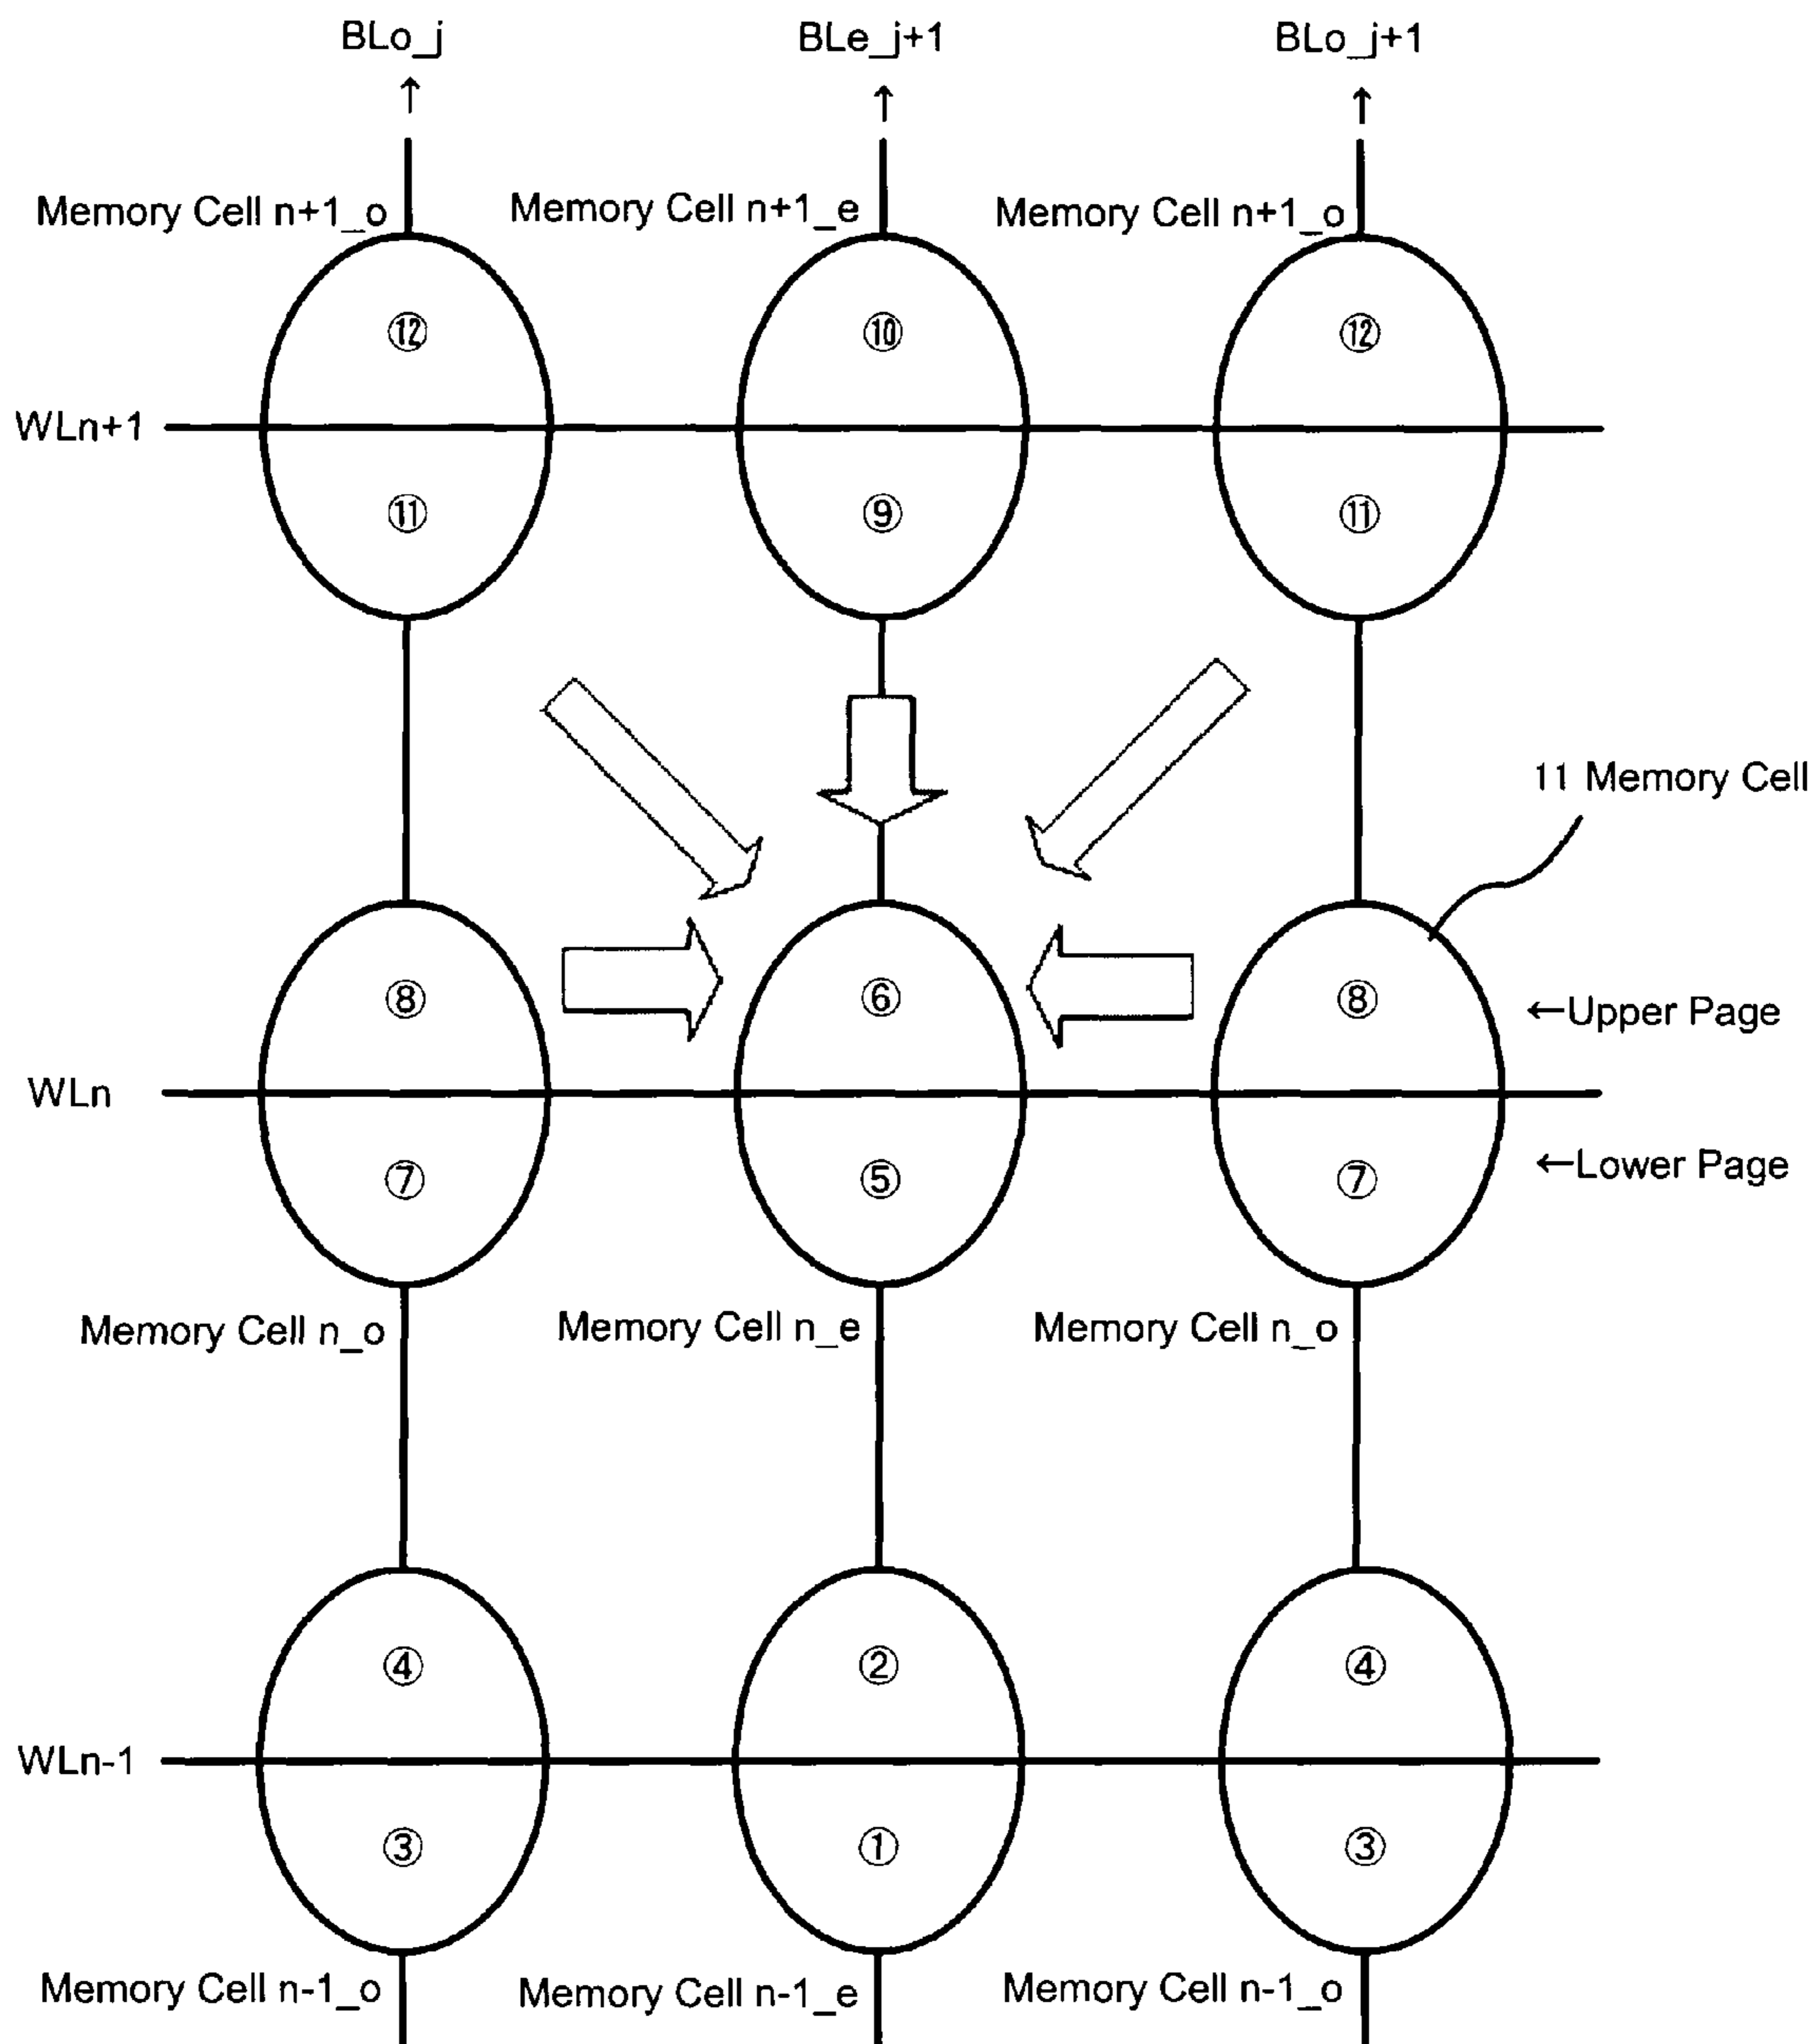 BLo_j BLe_j+1 BLo_j+1
↑ ↑ ↑
Memory Cell n+1_o Memory Cell n+1_e Memory Cell n+1_o
⑫ ⑩ ⑫
WLn+1
⑪ ⑨ ⑪
11 Memory Cell
⑧ ⑥ ⑧ ←Upper Page
WLn
⑦ ⑤ ⑦ ←Lower Page
Memory Cell n_o Memory Cell n_e Memory Cell n_o
④ ② ④
WLn-1
③ ① ③
Memory Cell n-1_o Memory Cell n-1_e Memory Cell n-1_o